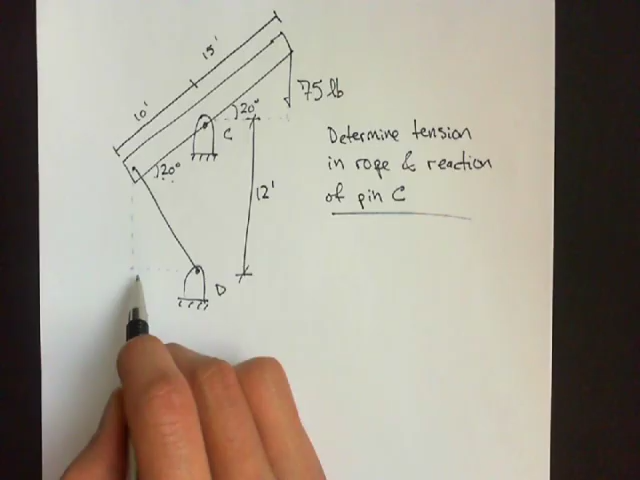 15'
10'
20°
75 lb
C
20°
12'
D
Determine tension
in rope & reaction
of pin C